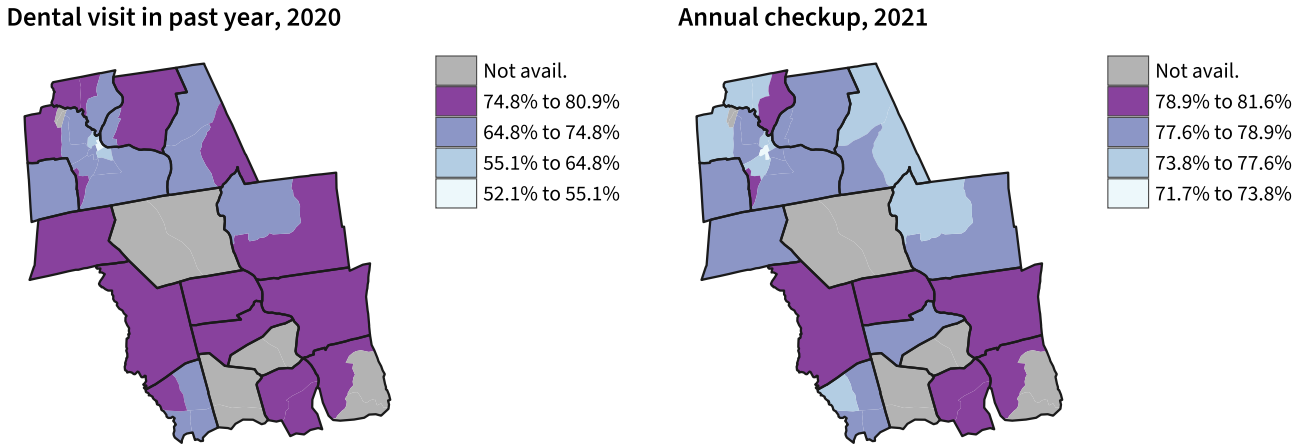 Dental visit in past year, 2020
Not avail.
74.8% to 80.9%
64.8% to 74.8%
55.1% to 64.8%
52.1% to 55.1%
Annual checkup, 2021
Not avail.
78.9% to 81.6%
77.6% to 78.9%
73.8% to 77.6%
71.7% to 73.8%